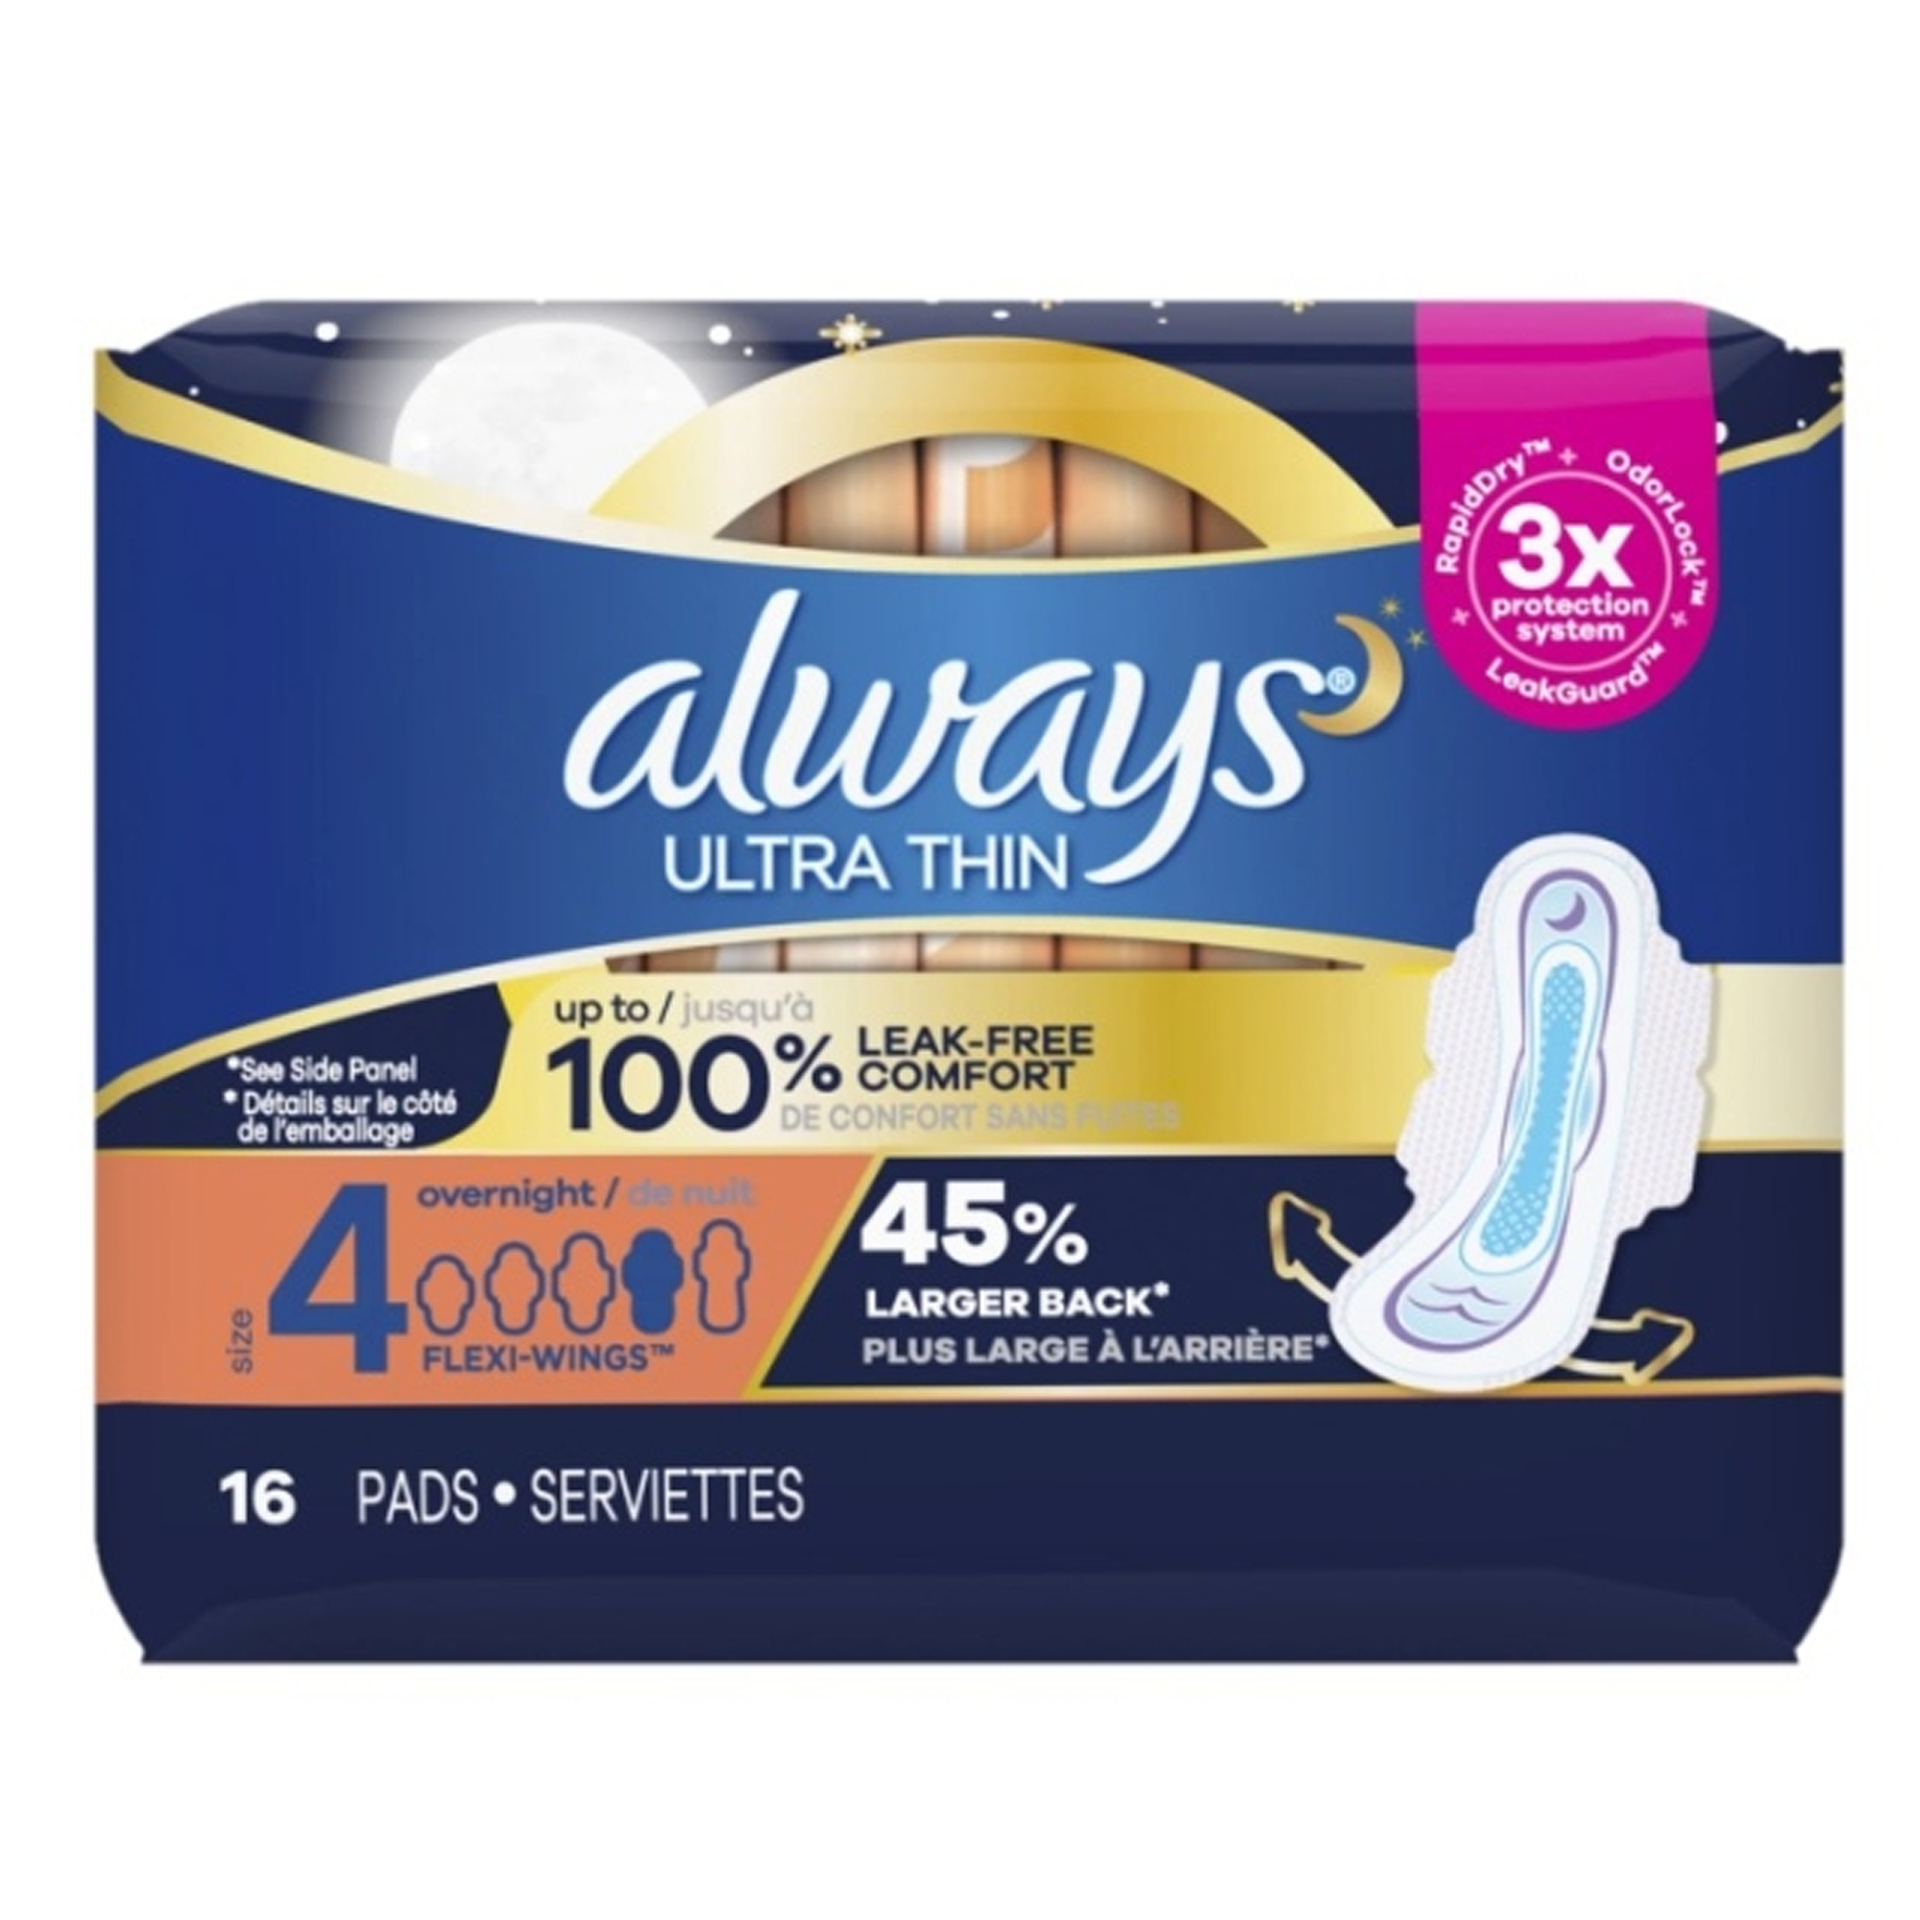 RapidDry™ + OdorLock™ + LeakGuard™ +
3x
protection
system
always®
ULTRA THIN
up to / jusqu'à
100% LEAK-FREE
COMFORT
DE CONFORT SANS FUITES
*See Side Panel
* Détails sur le côté
de l'emballage
size 4
overnight / de nuit
FLEXI-WINGS™
45%
LARGER BACK*
PLUS LARGE À L'ARRIÈRE*
16 PADS • SERVIETTES